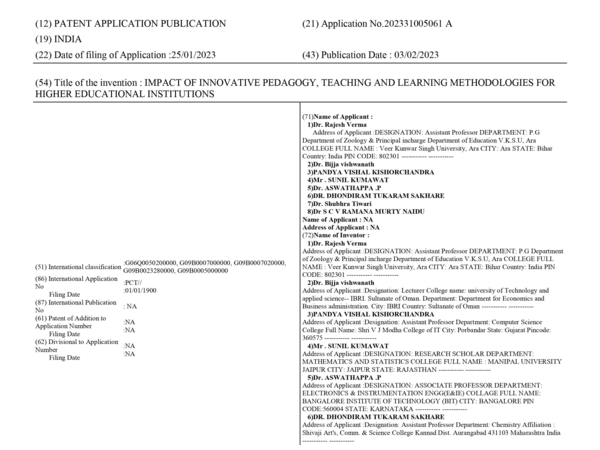 (12) PATENT APPLICATION PUBLICATION
(21) Application No.202331005061 A
(19) INDIA
(22) Date of filing of Application :25/01/2023
(43) Publication Date : 03/02/2023
(54) Title of the invention : IMPACT OF INNOVATIVE PEDAGOGY, TEACHING AND LEARNING METHODOLOGIES FOR
HIGHER EDUCATIONAL INSTITUTIONS
(51) International classification
:G06Q0050200000, G09B0007000000, G09B0007020000,
G09B0023280000, G09B0005000000
(86) International Application
No
Filing Date
:PCT//
:01/01/1900
(87) International Publication
No
: NA
(61) Patent of Addition to
Application Number
Filing Date
:NA
:NA
(62) Divisional to Application
Number
Filing Date
:NA
:NA
(71)Name of Applicant :
1)Dr. Rajesh Verma
Address of Applicant :DESIGNATION: Assistant Professor DEPARTMENT: P.G
Department of Zoology & Principal incharge Department of Education V.K.S.U, Ara
COLLEGE FULL NAME : Veer Kunwar Singh University, Ara CITY: Ara STATE: Bihar
Country: India PIN CODE: 802301 ----------- -----------
2)Dr. Bijja vishwanath
3)PANDYA VISHAL KISHORCHANDRA
4)Mr . SUNIL KUMAWAT
5)Dr. ASWATHAPPA .P
6)DR. DHONDIRAM TUKARAM SAKHARE
7)Dr. Shubhra Tiwari
8)Dr S C V RAMANA MURTY NAIDU
Name of Applicant : NA
Address of Applicant : NA
(72)Name of Inventor :
1)Dr. Rajesh Verma
Address of Applicant :DESIGNATION: Assistant Professor DEPARTMENT: P.G Department
of Zoology & Principal incharge Department of Education V.K.S.U, Ara COLLEGE FULL
NAME : Veer Kunwar Singh University, Ara CITY: Ara STATE: Bihar Country: India PIN
CODE: 802301 ----------- -----------
2)Dr. Bijja vishwanath
Address of Applicant :Designation: Lecturer College name: university of Technology and
applied science-- IBRI. Sultanate of Oman. Department: Department for Economics and
Business administration. City: IBRI Country: Sultanate of Oman ----------- -----------
3)PANDYA VISHAL KISHORCHANDRA
Address of Applicant :Designation: Assistant Professor Department: Computer Science
College Full Name: Shri V J Modha College of IT City: Porbandar State: Gujarat Pincode:
360575 ----------- -----------
4)Mr . SUNIL KUMAWAT
Address of Applicant :DESIGNATION: RESEARCH SCHOLAR DEPARTMENT:
MATHEMATICS AND STATISTICS COLLEGE FULL NAME : MANIPAL UNIVERSITY
JAIPUR CITY: JAIPUR STATE: RAJASTHAN ----------- -----------
5)Dr. ASWATHAPPA .P
Address of Applicant :DESIGNATION: ASSOCIATE PROFESSOR DEPARTMENT:
ELECTRONICS & INSTRUMENTATION ENGG(E&IE) COLLAGE FULL NAME:
BANGALORE INSTITUTE OF TECHNOLOGY (BIT) CITY: BANGALORE PIN
CODE:560004 STATE: KARNATAKA ----------- -----------
6)DR. DHONDIRAM TUKARAM SAKHARE
Address of Applicant :Designation: Assistant Professor Department: Chemistry Affiliation :
Shivaji Art's, Comm. & Science College Kannad Dist. Aurangabad 431103 Maharashtra India
----------- -----------